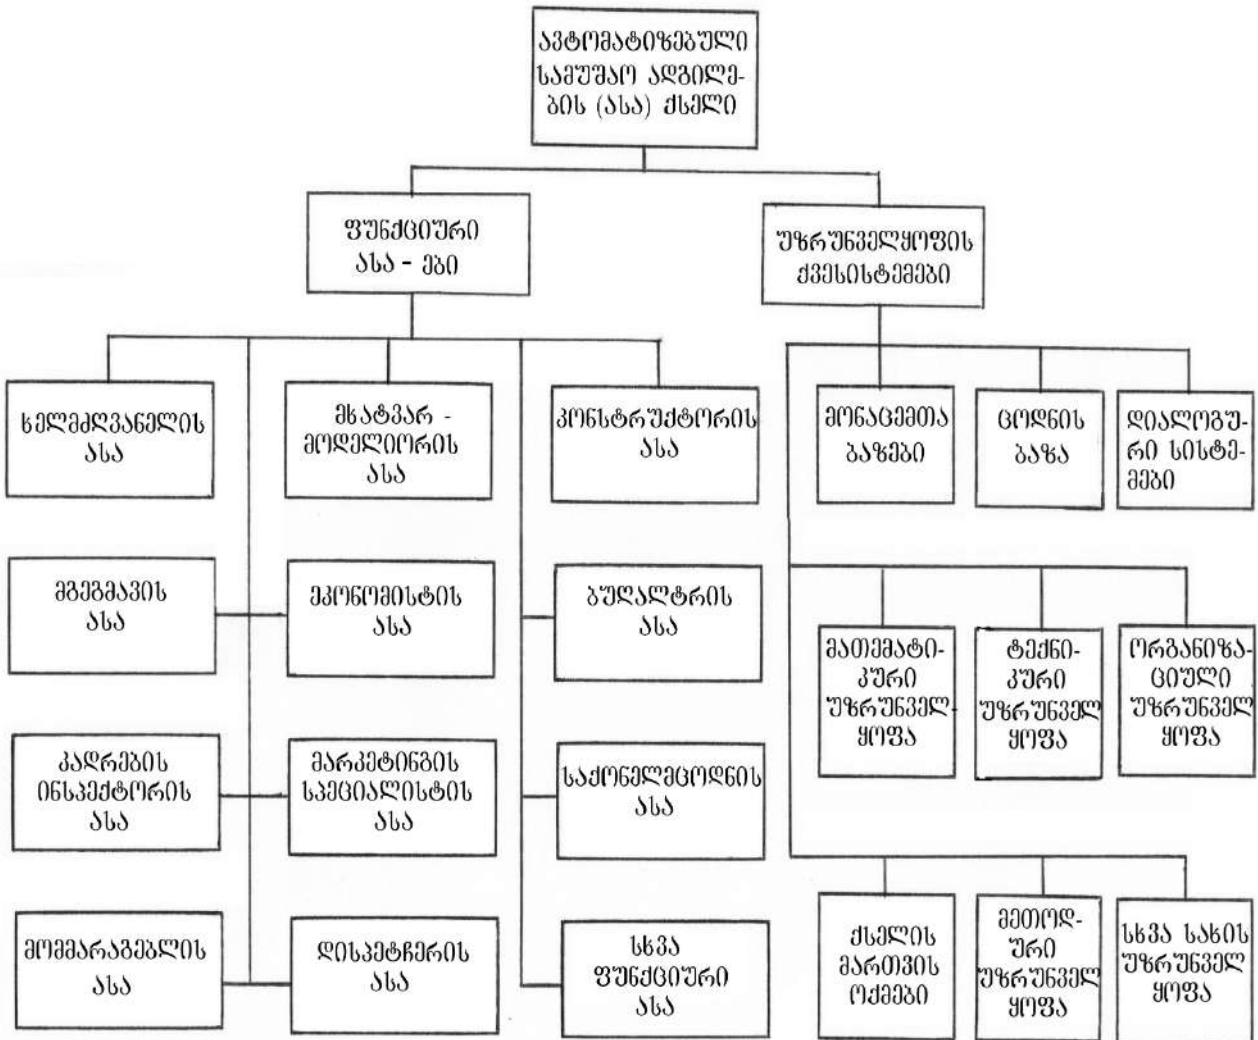 ავტომატიზებული
სამუშაო ადგილე-
ბის (ასა) ქსელი
ფუნქციური
ასა - ები
უზრუნველყოფის
ქვესისტემები
ხელმძღვანელის
ასა
მხატვარ -
მოდელიორის
ასა
კონსტრუქტორის
ასა
მონაცემთა
ბაზები
ცოდნის
ბაზა
დიალოგუ-
რი სისტე-
მები
მგეგმავის
ასა
ეკონომისტის
ასა
ბუღალტრის
ასა
მათემატი-
კური
უზრუნველ
ყოფა
ტექნი-
კური
უზრუნველ
ყოფა
ორგანიზა-
ციული
უზრუნველ
ყოფა
კადრების
ინსპექტორის
ასა
მარკეტინგის
სპეციალისტის
ასა
საქონელმცოდნის
ასა
მომმარაგებლის
ასა
დისპეტჩერის
ასა
სხვა
ფუნქციური
ასა
ქსელის
მართვის
ოქმები
მეთოდ-
ური
უზრუნველ
ყოფა
სხვა სახის
უზრუნველ
ყოფა